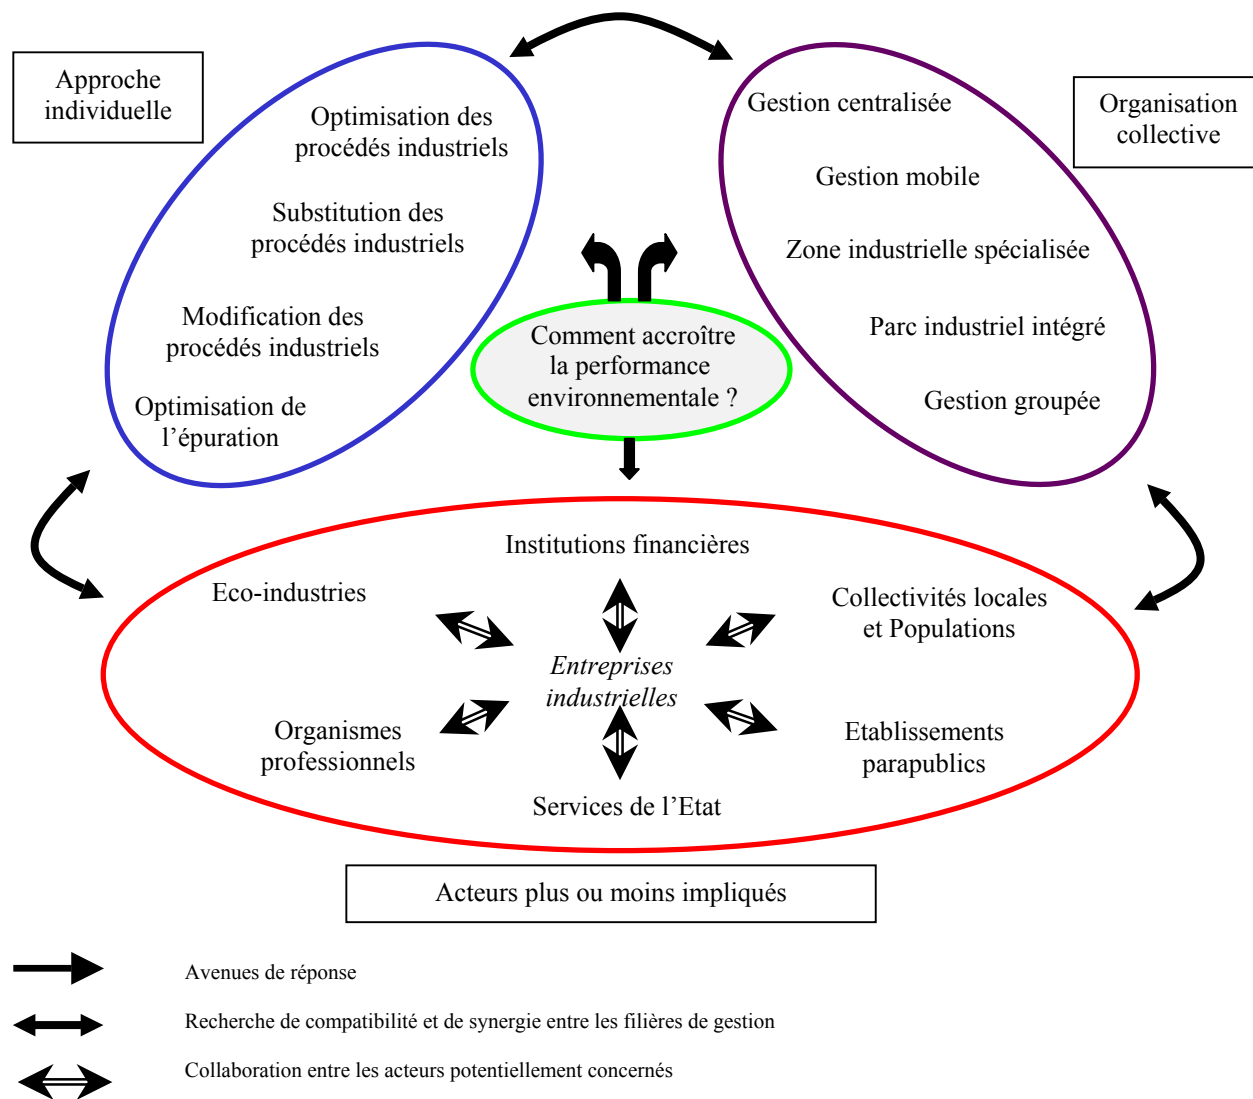 Approche
individuelle
Optimisation des
procédés industriels
Substitution des
procédés industriels
Modification des
procédés industriels
Optimisation de
l’épuration
Gestion centralisée
Gestion mobile
Zone industrielle spécialisée
Parc industriel intégré
Gestion groupée
Organisation
collective
Comment accroître
la performance
environnementale ?
Institutions financières
Eco-industries
Collectivités locales
et Populations
Entreprises
industrielles
Organismes
professionnels
Etablissements
parapublics
Services de l’Etat
Acteurs plus ou moins impliqués
Avenues de réponse
Recherche de compatibilité et de synergie entre les filières de gestion
Collaboration entre les acteurs potentiellement concernés